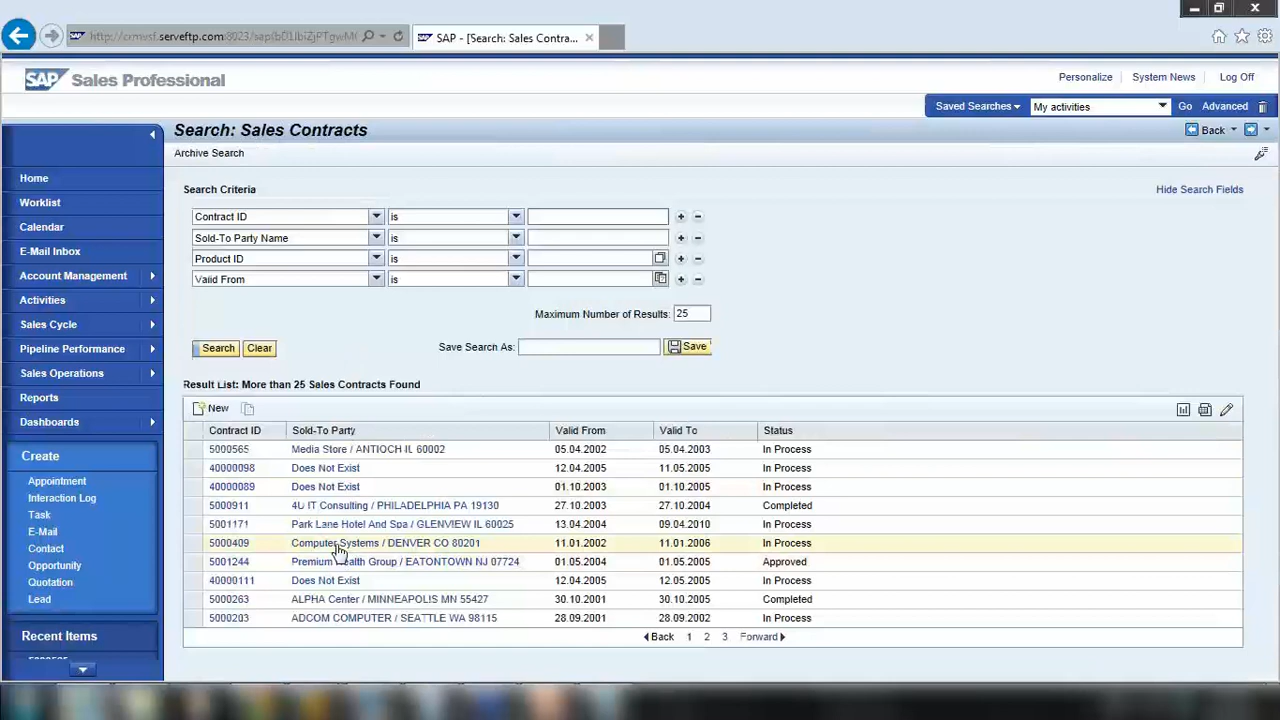 http://crmwsf.serveftp.com:8023/sap(bD1lbiZjPTgwM(
SAP - [Search: Sales Contra...
SAP Sales Professional
Personalize System News Log Off
Saved Searches My activities Go Advanced
Search: Sales Contracts
Back
Archive Search
Home
Worklist
Calendar
E-Mail Inbox
Account Management
Activities
Sales Cycle
Pipeline Performance
Sales Operations
Reports
Dashboards
Create
Appointment
Interaction Log
Task
E-Mail
Contact
Opportunity
Quotation
Lead
Recent Items
Search Criteria
Hide Search Fields
Contract ID is
Sold-To Party Name is
Product ID is
Valid From is
Maximum Number of Results: 25
Search Clear Save Search As: Save
Result List: More than 25 Sales Contracts Found
New
Contract ID Sold-To Party Valid From Valid To Status
5000565 Media Store / ANTIOCH IL 60002 05.04.2002 05.04.2003 In Process
40000098 Does Not Exist 12.04.2005 11.05.2005 In Process
40000089 Does Not Exist 01.10.2003 01.10.2005 In Process
5000911 4U IT Consulting / PHILADELPHIA PA 19130 27.10.2003 27.10.2004 Completed
5001171 Park Lane Hotel And Spa / GLENVIEW IL 60025 13.04.2004 09.04.2010 In Process
5000409 Computer Systems / DENVER CO 80201 11.01.2002 11.01.2006 In Process
5001244 Premium Health Group / EATONTOWN NJ 07724 01.05.2004 01.05.2005 Approved
40000111 Does Not Exist 12.04.2005 12.05.2005 In Process
5000263 ALPHA Center / MINNEAPOLIS MN 55427 30.10.2001 30.10.2005 Completed
5000203 ADCOM COMPUTER / SEATTLE WA 98115 28.09.2001 28.09.2002 In Process
Back 1 2 3 Forward